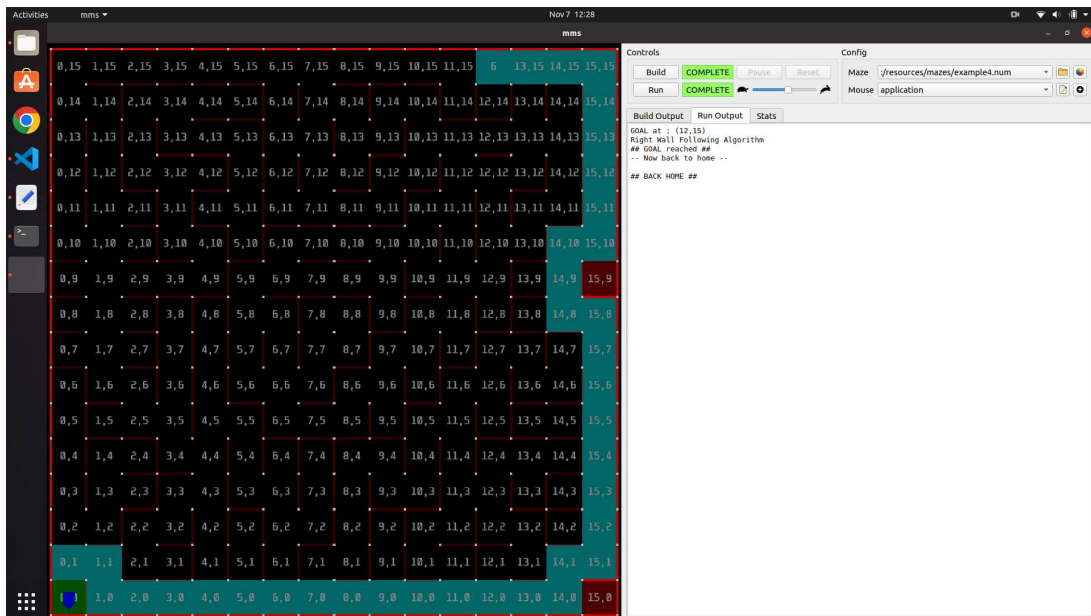 Activities mms Nov 7 12:28
mms
Controls Config
Build COMPLETE Pause Reset Maze :/resources/mazes/example4.num
Run COMPLETE Mouse application
Build Output Run Output Stats
GOAL at : (12,15)
Right Wall Following Algorithm
## GOAL reached ##
-- Now back to home --
## BACK HOME ##
0,15 1,15 2,15 3,15 4,15 5,15 6,15 7,15 8,15 9,15 10,15 11,15 G 13,15 14,15 15,15
0,14 1,14 2,14 3,14 4,14 5,14 6,14 7,14 8,14 9,14 10,14 11,14 12,14 13,14 14,14 15,14
0,13 1,13 2,13 3,13 4,13 5,13 6,13 7,13 8,13 9,13 10,13 11,13 12,13 13,13 14,13 15,13
0,12 1,12 2,12 3,12 4,12 5,12 6,12 7,12 8,12 9,12 10,12 11,12 12,12 13,12 14,12 15,12
0,11 1,11 2,11 3,11 4,11 5,11 6,11 7,11 8,11 9,11 10,11 11,11 12,11 13,11 14,11 15,11
0,10 1,10 2,10 3,10 4,10 5,10 6,10 7,10 8,10 9,10 10,10 11,10 12,10 13,10 14,10 15,10
0,9 1,9 2,9 3,9 4,9 5,9 6,9 7,9 8,9 9,9 10,9 11,9 12,9 13,9 14,9 15,9
0,8 1,8 2,8 3,8 4,8 5,8 6,8 7,8 8,8 9,8 10,8 11,8 12,8 13,8 14,8 15,8
0,7 1,7 2,7 3,7 4,7 5,7 6,7 7,7 8,7 9,7 10,7 11,7 12,7 13,7 14,7 15,7
0,6 1,6 2,6 3,6 4,6 5,6 6,6 7,6 8,6 9,6 10,6 11,6 12,6 13,6 14,6 15,6
0,5 1,5 2,5 3,5 4,5 5,5 6,5 7,5 8,5 9,5 10,5 11,5 12,5 13,5 14,5 15,5
0,4 1,4 2,4 3,4 4,4 5,4 6,4 7,4 8,4 9,4 10,4 11,4 12,4 13,4 14,4 15,4
0,3 1,3 2,3 3,3 4,3 5,3 6,3 7,3 8,3 9,3 10,3 11,3 12,3 13,3 14,3 15,3
0,2 1,2 2,2 3,2 4,2 5,2 6,2 7,2 8,2 9,2 10,2 11,2 12,2 13,2 14,2 15,2
0,1 1,1 2,1 3,1 4,1 5,1 6,1 7,1 8,1 9,1 10,1 11,1 12,1 13,1 14,1 15,1
1,0 2,0 3,0 4,0 5,0 6,0 7,0 8,0 9,0 10,0 11,0 12,0 13,0 14,0 15,0